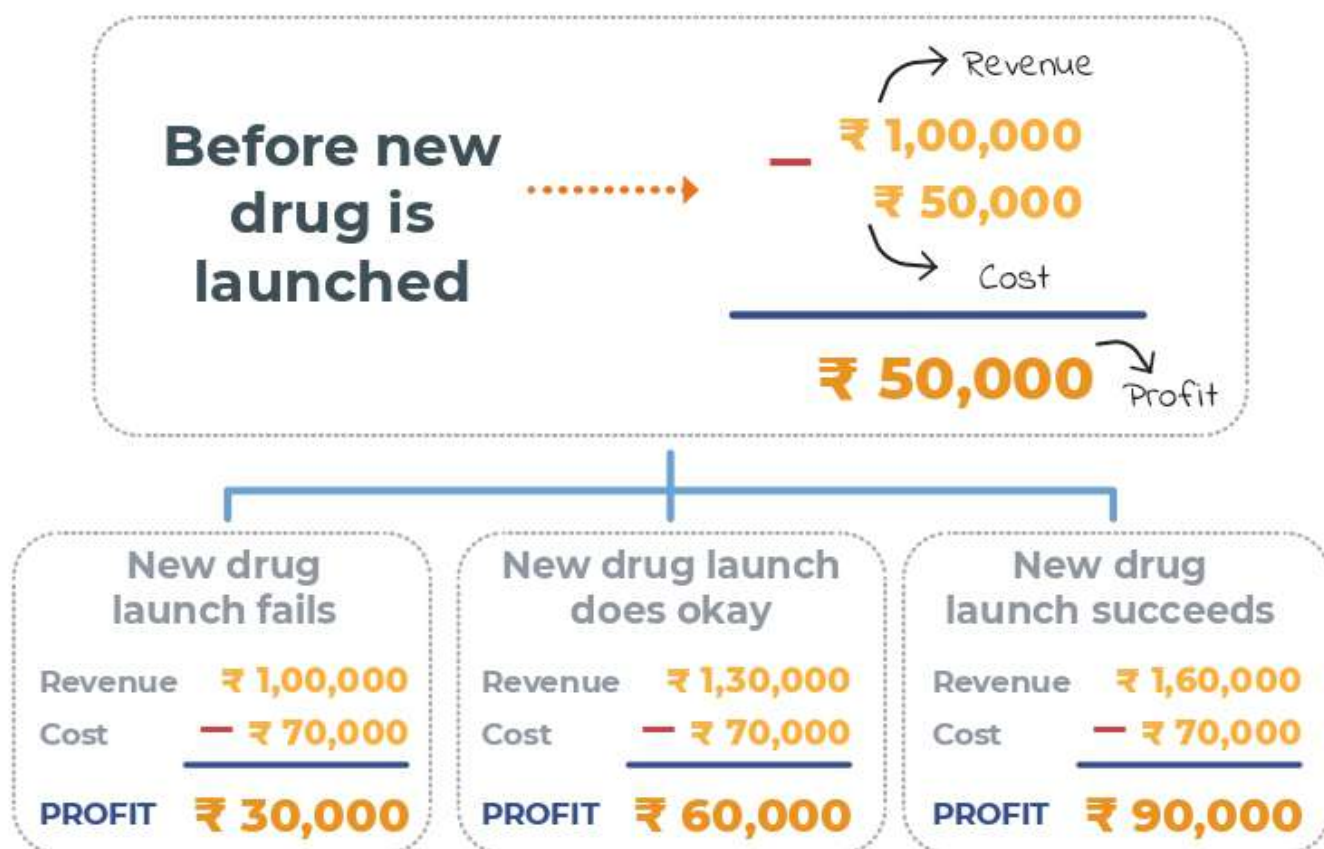 Before new
drug is
launched
Revenue
₹ 1,00,000
– ₹ 50,000
Cost
₹ 50,000
Profit
New drug
launch fails
Revenue ₹ 1,00,000
Cost – ₹ 70,000
PROFIT ₹ 30,000
New drug launch
does okay
Revenue ₹ 1,30,000
Cost – ₹ 70,000
PROFIT ₹ 60,000
New drug
launch succeeds
Revenue ₹ 1,60,000
Cost – ₹ 70,000
PROFIT ₹ 90,000